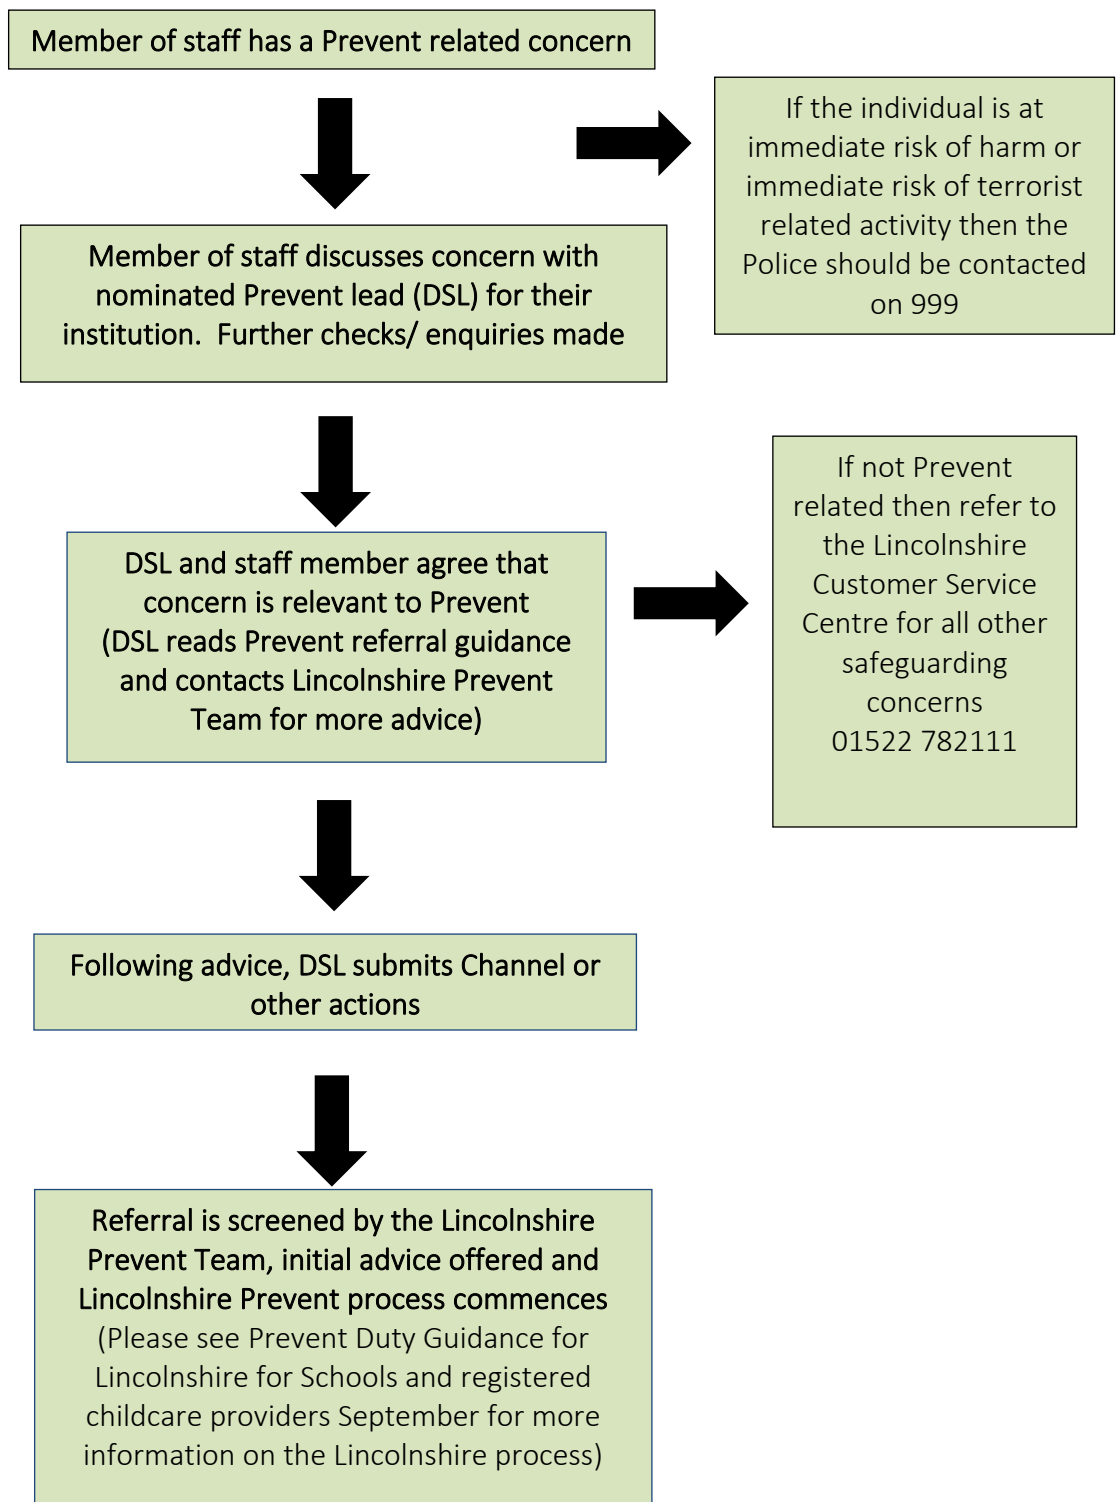 Member of staff has a Prevent related concern
If the individual is at
immediate risk of harm or
immediate risk of terrorist
related activity then the
Police should be contacted
on 999
Member of staff discusses concern with
nominated Prevent lead (DSL) for their
institution.  Further checks/ enquiries made
DSL and staff member agree that
concern is relevant to Prevent
(DSL reads Prevent referral guidance
and contacts Lincolnshire Prevent
Team for more advice)
If not Prevent
related then refer to
the Lincolnshire
Customer Service
Centre for all other
safeguarding
concerns
01522 782111
Following advice, DSL submits Channel or
other actions
Referral is screened by the Lincolnshire
Prevent Team, initial advice offered and
Lincolnshire Prevent process commences
(Please see Prevent Duty Guidance for
Lincolnshire for Schools and registered
childcare providers September for more
information on the Lincolnshire process)